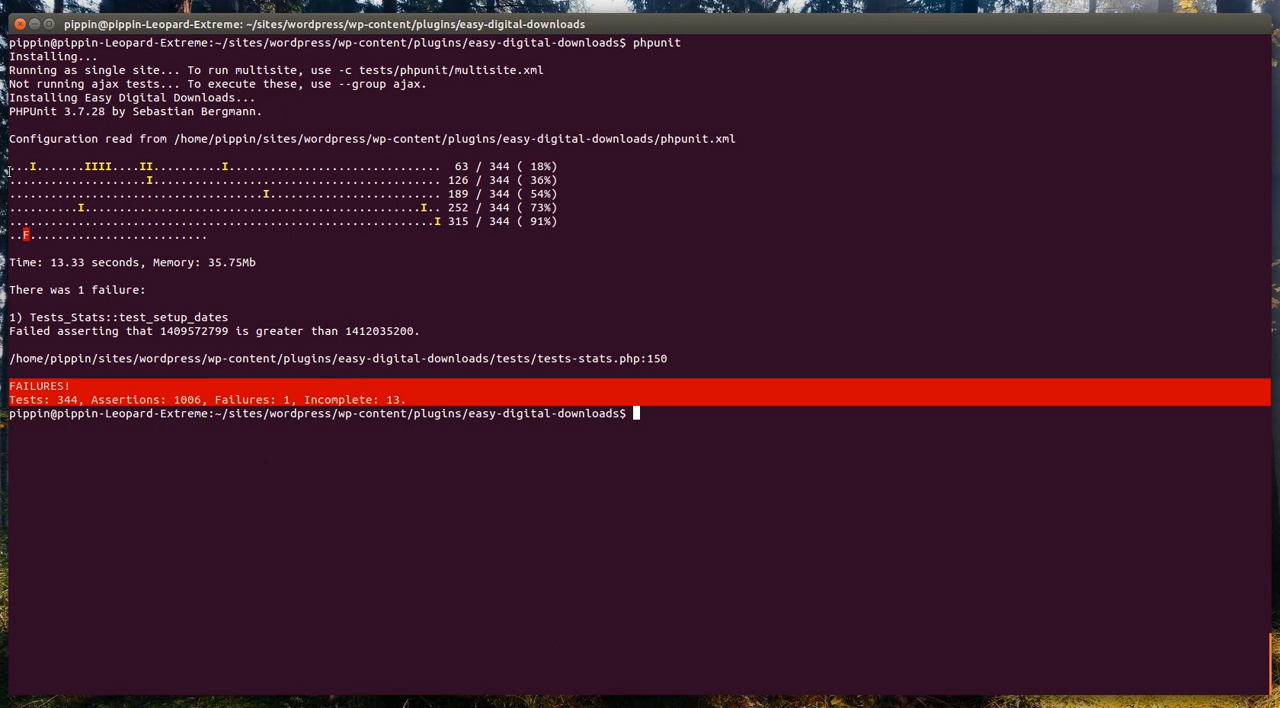 pippin@pippin-Leopard-Extreme: ~/sites/wordpress/wp-content/plugins/easy-digital-downloads
pippin@pippin-Leopard-Extreme:~/sites/wordpress/wp-content/plugins/easy-digital-downloads$ phpunit
Installing...
Running as single site... To run multisite, use -c tests/phpunit/multisite.xml
Not running ajax tests... To execute these, use --group ajax.
Installing Easy Digital Downloads...
PHPUnit 3.7.28 by Sebastian Bergmann.
Configuration read from /home/pippin/sites/wordpress/wp-content/plugins/easy-digital-downloads/phpunit.xml
...I.......IIII....II..........I............................... 63 / 344 ( 18%)
....................I.......................................... 126 / 344 ( 36%)
.....................................I......................... 189 / 344 ( 54%)
..........I.................................................I.. 252 / 344 ( 73%)
..............................................................I 315 / 344 ( 91%)
..F..........................
Time: 13.33 seconds, Memory: 35.75Mb
There was 1 failure:
1) Tests_Stats::test_setup_dates
Failed asserting that 1409572799 is greater than 1412035200.
/home/pippin/sites/wordpress/wp-content/plugins/easy-digital-downloads/tests/tests-stats.php:150
FAILURES!
Tests: 344, Assertions: 1006, Failures: 1, Incomplete: 13.
pippin@pippin-Leopard-Extreme:~/sites/wordpress/wp-content/plugins/easy-digital-downloads$